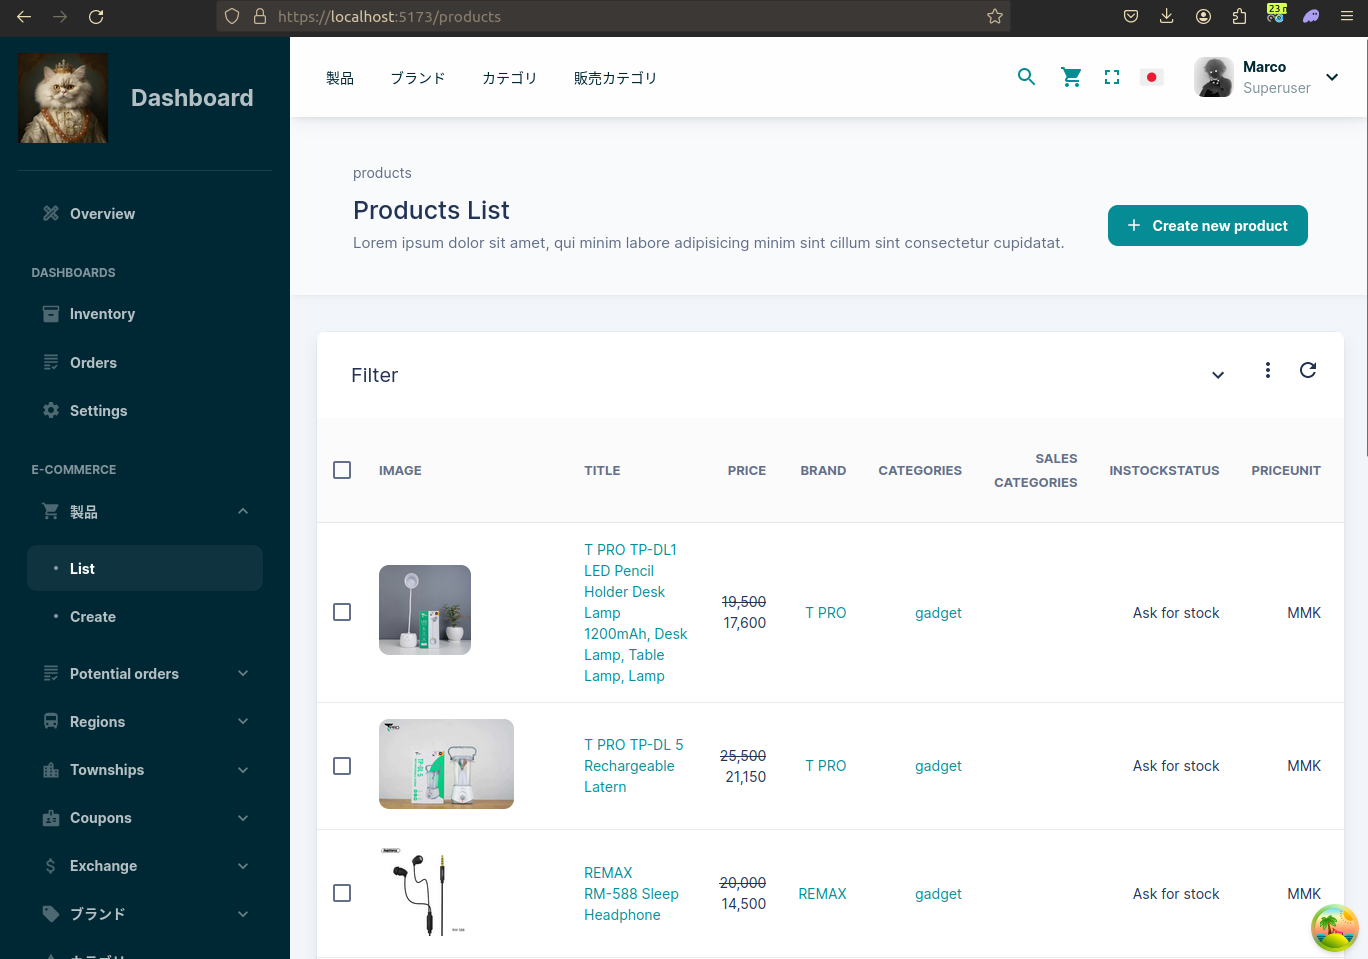 https://localhost:5173/products
23 m
Dashboard
製品
ブランド
カテゴリ
販売カテゴリ
Marco
Superuser
Overview
DASHBOARDS
Inventory
Orders
Settings
E-COMMERCE
製品
List
Create
Potential orders
Regions
Townships
Coupons
Exchange
ブランド
カテゴリ
products
Products List
Lorem ipsum dolor sit amet, qui minim labore adipisicing minim sint cillum sint consectetur cupidatat.
Create new product
Filter
IMAGE
TITLE
PRICE
BRAND
CATEGORIES
SALES
CATEGORIES
INSTOCKSTATUS
PRICEUNIT
T PRO TP-DL1
LED Pencil
Holder Desk
Lamp
1200mAh, Desk
Lamp, Table
Lamp, Lamp
19,500
17,600
T PRO
gadget
Ask for stock
MMK
T PRO TP-DL 5
Rechargeable
Latern
25,500
21,150
T PRO
gadget
Ask for stock
MMK
REMAX
RM-588 Sleep
Headphone
20,000
14,500
REMAX
gadget
Ask for stock
MMK